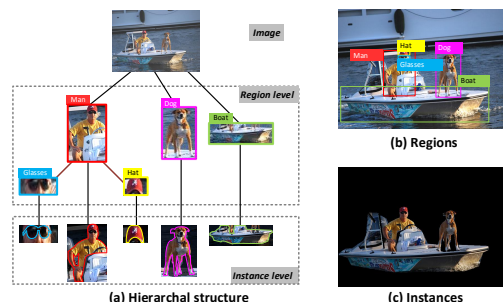 Image
Region level
Man
Dog
Boat
Glasses
Hat
Instance level
(a) Hierarchal structure
Man
Hat
Dog
Glasses
Boat
(b) Regions
(c) Instances